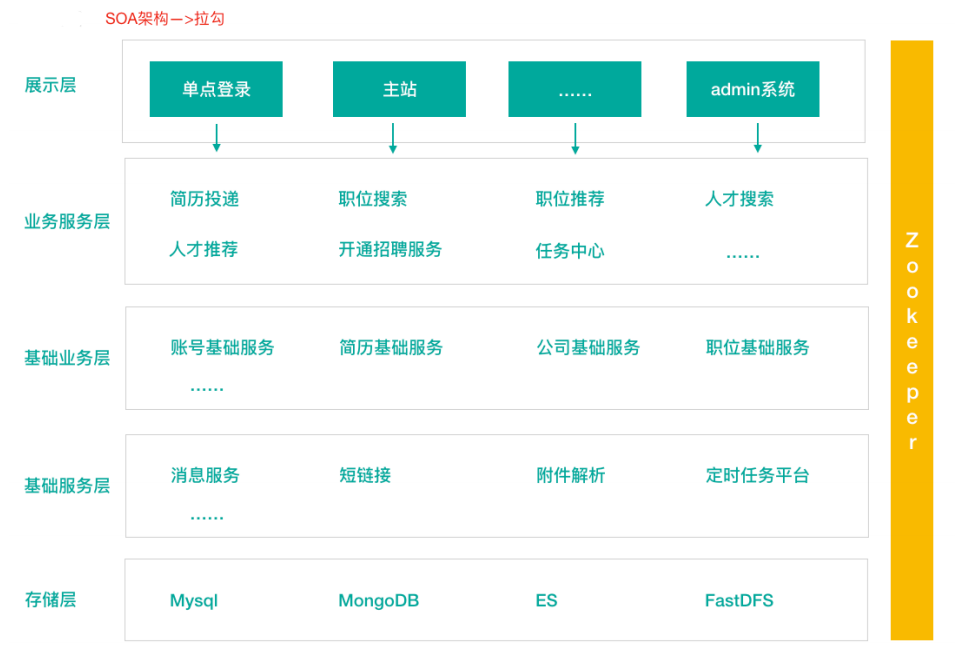 SOA架构—>拉勾
展示层
单点登录 主站 …… admin系统
业务服务层
简历投递 职位搜索 职位推荐 人才搜索
人才推荐 开通招聘服务 任务中心 ……
基础业务层
账号基础服务 简历基础服务 公司基础服务 职位基础服务
……
基础服务层
消息服务 短链接 附件解析 定时任务平台
……
存储层
Mysql MongoDB ES FastDFS
Zookeeper